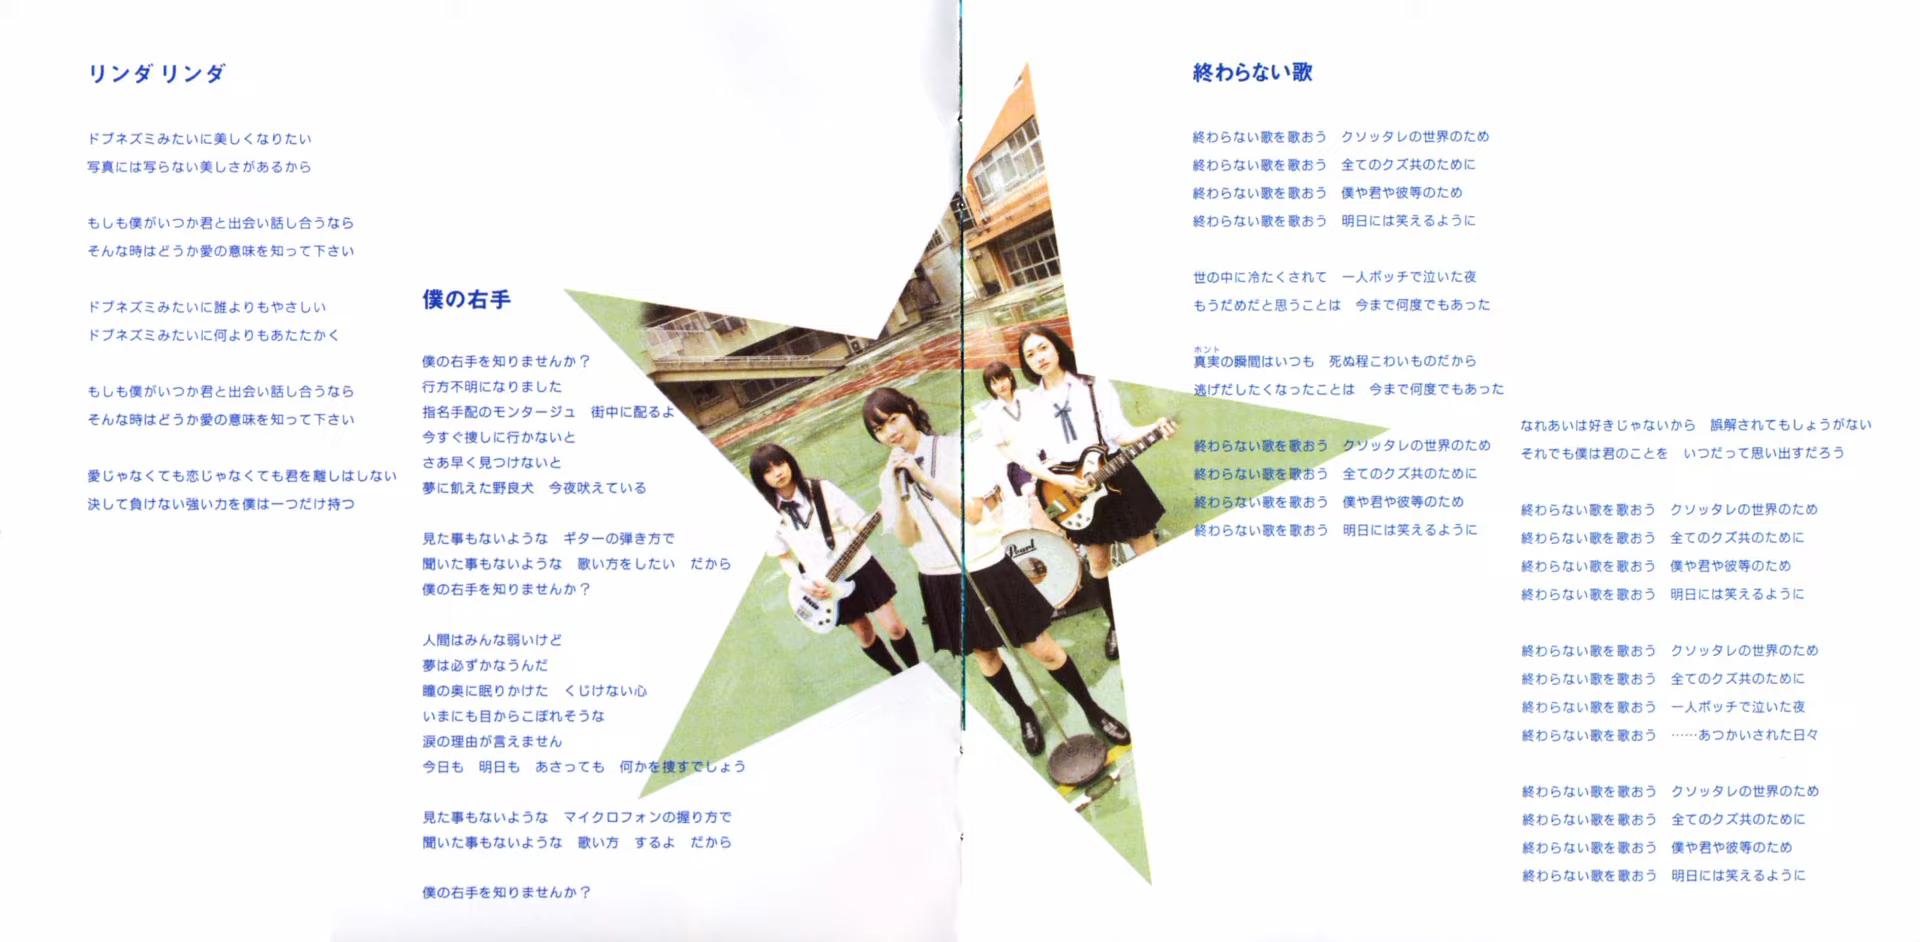 リンダ リンダ
ドブネズミみたいに美しくなりたい
写真には写らない美しさがあるから
もしも僕がいつか君と出会い話し合うなら
そんな時はどうか愛の意味を知って下さい
ドブネズミみたいに誰よりもやさしい
ドブネズミみたいに何よりもあたたかく
もしも僕がいつか君と出会い話し合うなら
そんな時はどうか愛の意味を知って下さい
愛じゃなくても恋じゃなくても君を離しはしない
決して負けない強い力を僕は一つだけ持つ
僕の右手
僕の右手を知りませんか？
行方不明になりました
指名手配のモンタージュ　街中に配るよ
今すぐ捜しに行かないと
さあ早く見つけないと
夢に飢えた野良犬　今夜吠えている
見た事もないような　ギターの弾き方で
聞いた事もないような　歌い方をしたい　だから
僕の右手を知りませんか？
人間はみんな弱いけど
夢は必ずかなうんだ
瞳の奥に眠りかけた　くじけない心
いまにも目からこぼれそうな
涙の理由が言えません
今日も　明日も　あさっても　何かを捜すでしょう
見た事もないような　マイクロフォンの握り方で
聞いた事もないような　歌い方　するよ　だから
僕の右手を知りませんか？
Pearl
終わらない歌
終わらない歌を歌おう　クソッタレの世界のため
終わらない歌を歌おう　全てのクズ共のために
終わらない歌を歌おう　僕や君や彼等のため
終わらない歌を歌おう　明日には笑えるように
世の中に冷たくされて　一人ボッチで泣いた夜
もうだめだと思うことは　今まで何度でもあった
ホント
真実の瞬間はいつも　死ぬ程こわいものだから
逃げだしたくなったことは　今まで何度でもあった
終わらない歌を歌おう　クソッタレの世界のため
終わらない歌を歌おう　全てのクズ共のために
終わらない歌を歌おう　僕や君や彼等のため
終わらない歌を歌おう　明日には笑えるように
なれあいは好きじゃないから　誤解されてもしょうがない
それでも僕は君のことを　いつだって思い出すだろう
終わらない歌を歌おう　クソッタレの世界のため
終わらない歌を歌おう　全てのクズ共のために
終わらない歌を歌おう　僕や君や彼等のため
終わらない歌を歌おう　明日には笑えるように
終わらない歌を歌おう　クソッタレの世界のため
終わらない歌を歌おう　全てのクズ共のために
終わらない歌を歌おう　一人ボッチで泣いた夜
終わらない歌を歌おう　……あつかいされた日々
終わらない歌を歌おう　クソッタレの世界のため
終わらない歌を歌おう　全てのクズ共のために
終わらない歌を歌おう　僕や君や彼等のため
終わらない歌を歌おう　明日には笑えるように